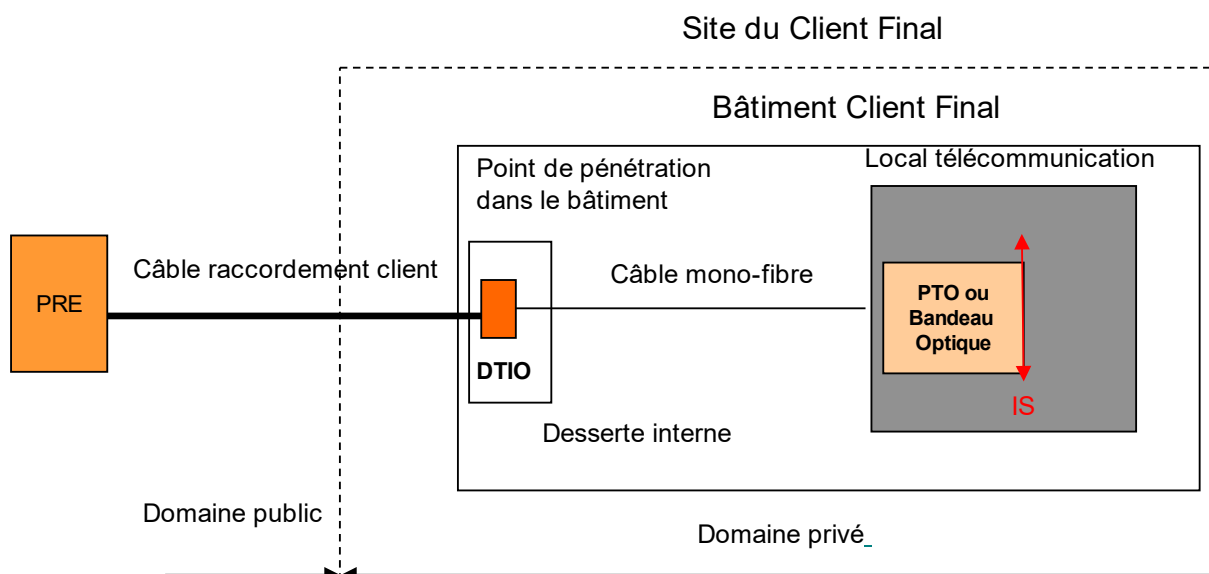 Site du Client Final
Bâtiment Client Final
Point de pénétration
dans le bâtiment
Local télécommunication
Câble raccordement client
Câble mono-fibre
PRE
PTO ou
Bandeau
Optique
DTIO
IS
Desserte interne
Domaine public
Domaine privé